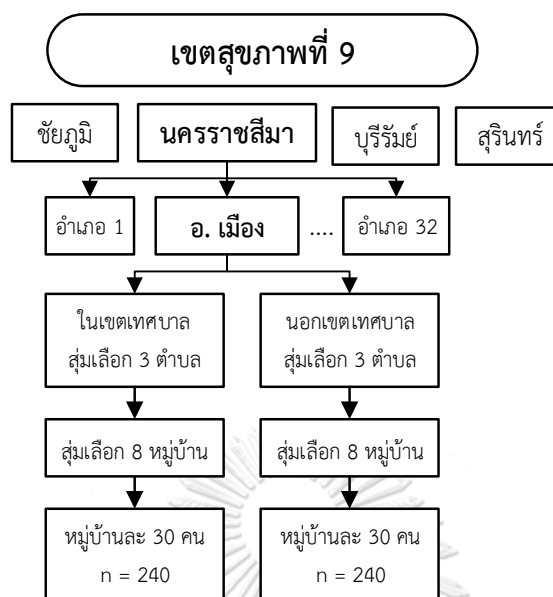 เขตสุขภาพที่ 9
ชัยภูมิ นครราชสีมา บุรีรัมย์ สุรินทร์
อำเภอ 1 อ. เมือง .... อำเภอ 32
ในเขตเทศบาล
สุ่มเลือก 3 ตำบล
นอกเขตเทศบาล
สุ่มเลือก 3 ตำบล
สุ่มเลือก 8 หมู่บ้าน สุ่มเลือก 8 หมู่บ้าน
หมู่บ้านละ 30 คน
n = 240
หมู่บ้านละ 30 คน
n = 240